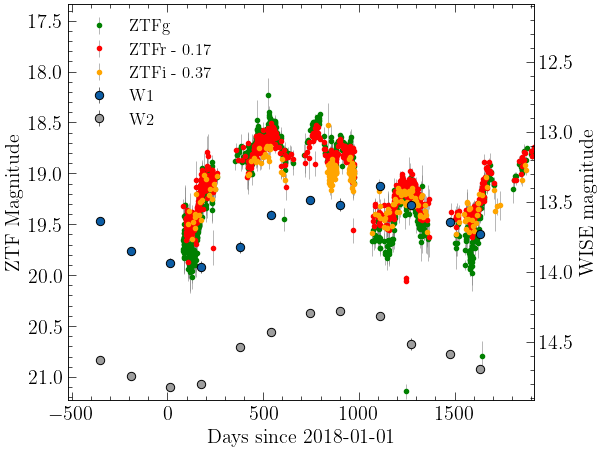 ZTFg
ZTFr - 0.17
ZTFi - 0.37
W1
W2
17.5
18.0
18.5
19.0
19.5
20.0
20.5
21.0
ZTF Magnitude
12.5
13.0
13.5
14.0
14.5
WISE magnitude
−500
0
500
1000
1500
Days since 2018-01-01